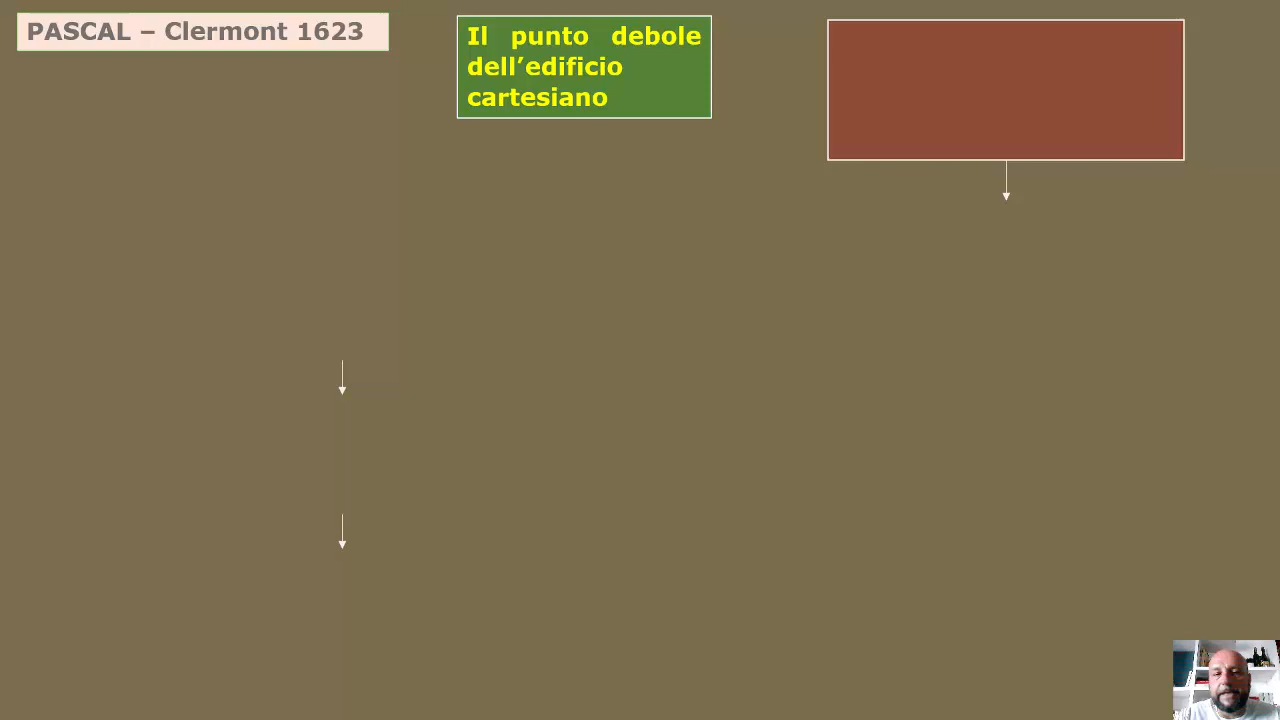 PASCAL – Clermont 1623
Il punto debole
dell’edificio
cartesiano